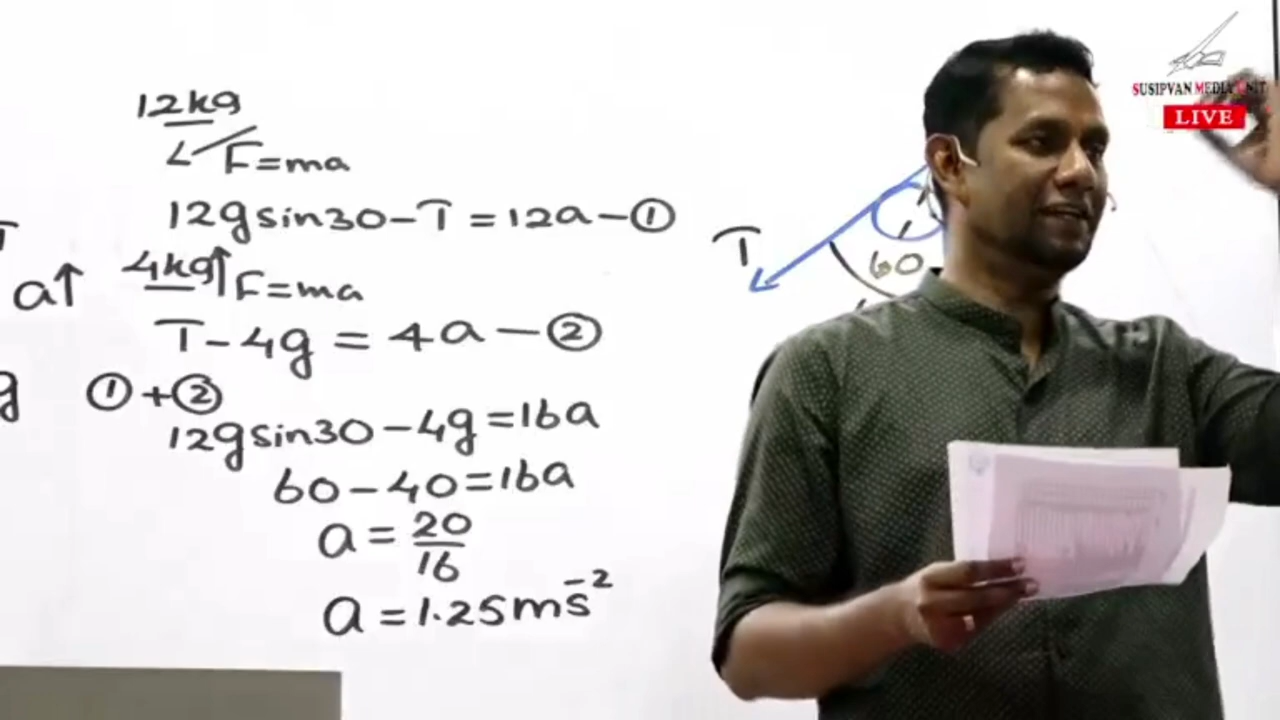 12kg
F=ma
12gsin30-T=12a-①
T
a↑ 4kg↑ F=ma
T-4g=4a-②
g ①+②
12gsin30-4g=16a
60-40=16a
a=20/16
a=1.25ms⁻²
T
60
SUSIPVAN MEDIA UNIT
LIVE